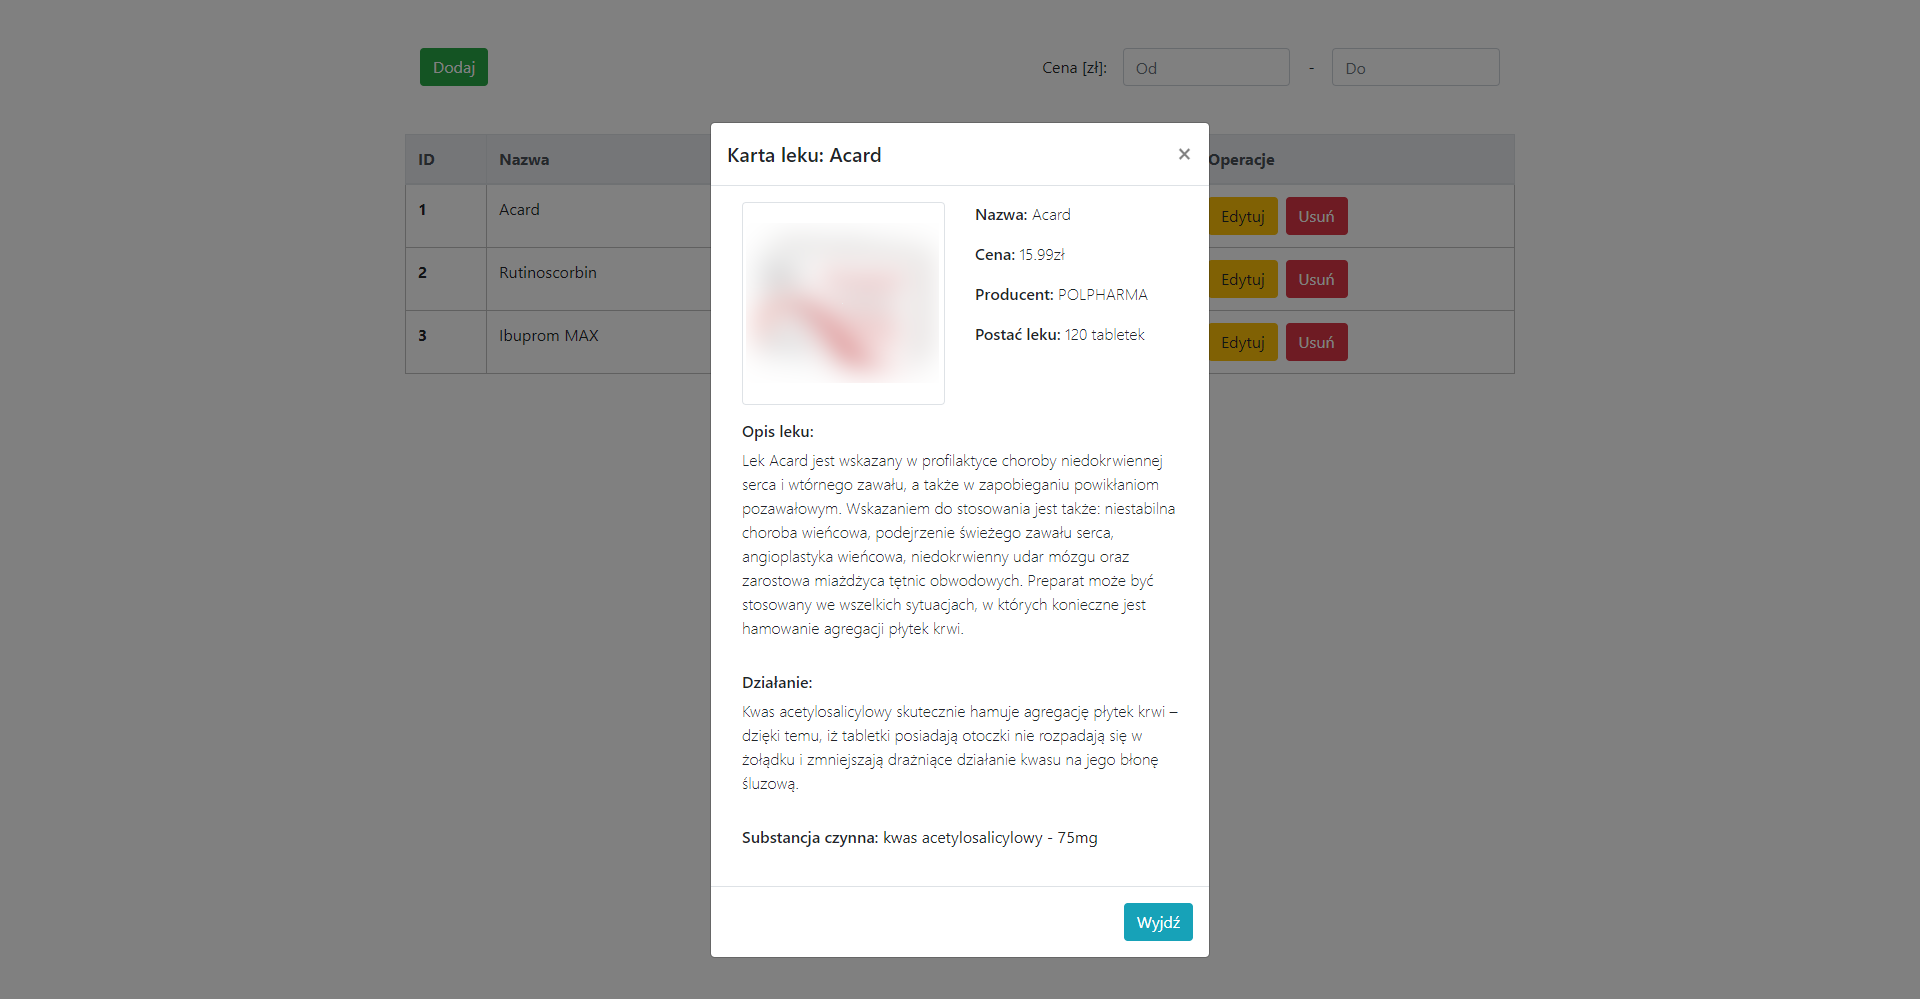 Dodaj
Cena [zł]: Od - Do
ID Nazwa Operacje
1 Acard Edytuj Usuń
2 Rutinoscorbin Edytuj Usuń
3 Ibuprom MAX Edytuj Usuń
Karta leku: Acard ×
Nazwa: Acard
Cena: 15.99zł
Producent: POLPHARMA
Postać leku: 120 tabletek
Opis leku:
Lek Acard jest wskazany w profilaktyce choroby niedokrwiennej
serca i wtórnego zawału, a także w zapobieganiu powikłaniom
pozawałowym. Wskazaniem do stosowania jest także: niestabilna
choroba wieńcowa, podejrzenie świeżego zawału serca,
angioplastyka wieńcowa, niedokrwienny udar mózgu oraz
zarostowa miażdżyca tętnic obwodowych. Preparat może być
stosowany we wszelkich sytuacjach, w których konieczne jest
hamowanie agregacji płytek krwi.
Działanie:
Kwas acetylosalicylowy skutecznie hamuje agregację płytek krwi –
dzięki temu, iż tabletki posiadają otoczki nie rozpadają się w
żołądku i zmniejszają drażniące działanie kwasu na jego błonę
śluzową.
Substancja czynna: kwas acetylosalicylowy - 75mg
Wyjdź